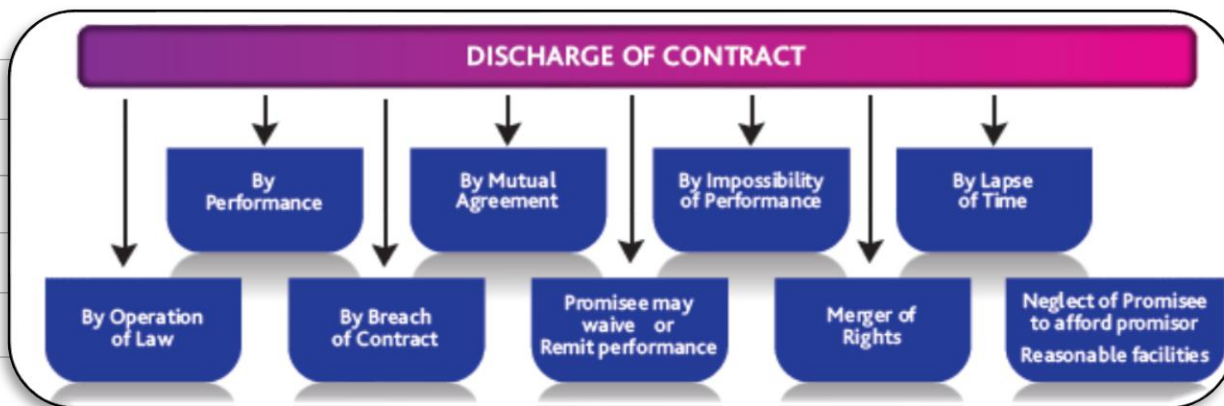 DISCHARGE OF CONTRACT
By
Performance
By Mutual
Agreement
By Impossibility
of Performance
By Lapse
of Time
By Operation
of Law
By Breach
of Contract
Promisee may
waive or
Remit performance
Merger of
Rights
Neglect of Promisee
to afford promisor
Reasonable facilities